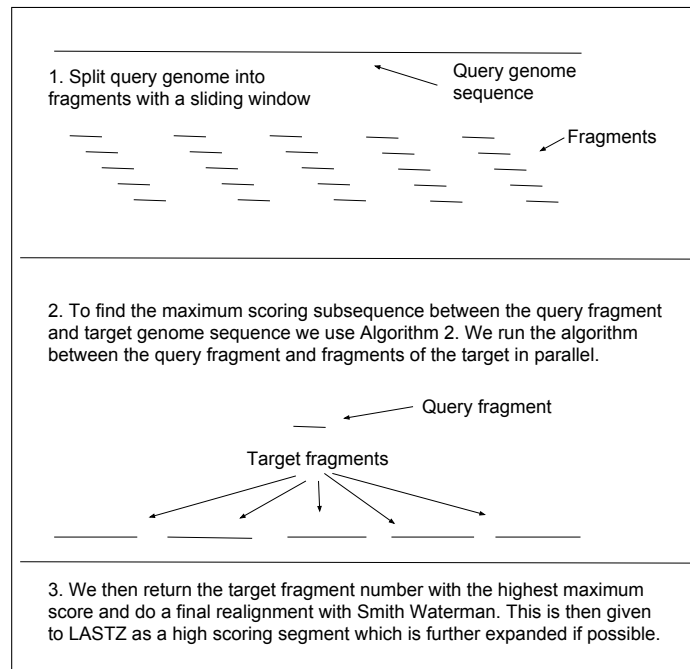 1. Split query genome into
fragments with a sliding window
Query genome
sequence
Fragments
2. To find the maximum scoring subsequence between the query fragment
and target genome sequence we use Algorithm 2. We run the algorithm
between the query fragment and fragments of the target in parallel.
Query fragment
Target fragments
3. We then return the target fragment number with the highest maximum
score and do a final realignment with Smith Waterman. This is then given
to LASTZ as a high scoring segment which is further expanded if possible.